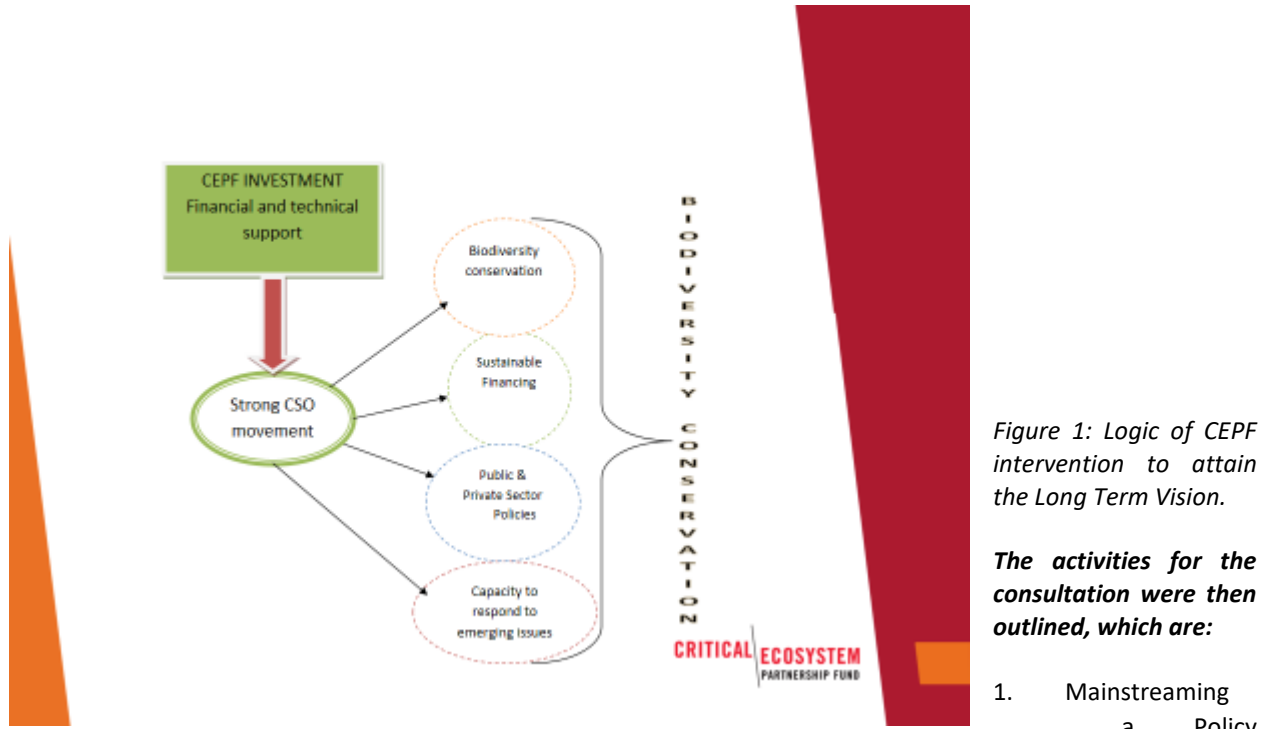 CEPF INVESTMENT
Financial and technical
support
Strong CSO
movement
Biodiversity
conservation
Sustainable
Financing
Public &
Private Sector
Policies
Capacity to
respond to
emerging issues
BIODIVERSITY CONSERVATION
CRITICAL ECOSYSTEM
PARTNERSHIP FUND
Figure 1: Logic of CEPF
intervention to attain
the Long Term Vision.
The activities for the
consultation were then
outlined, which are:
1. Mainstreaming
a. Policy